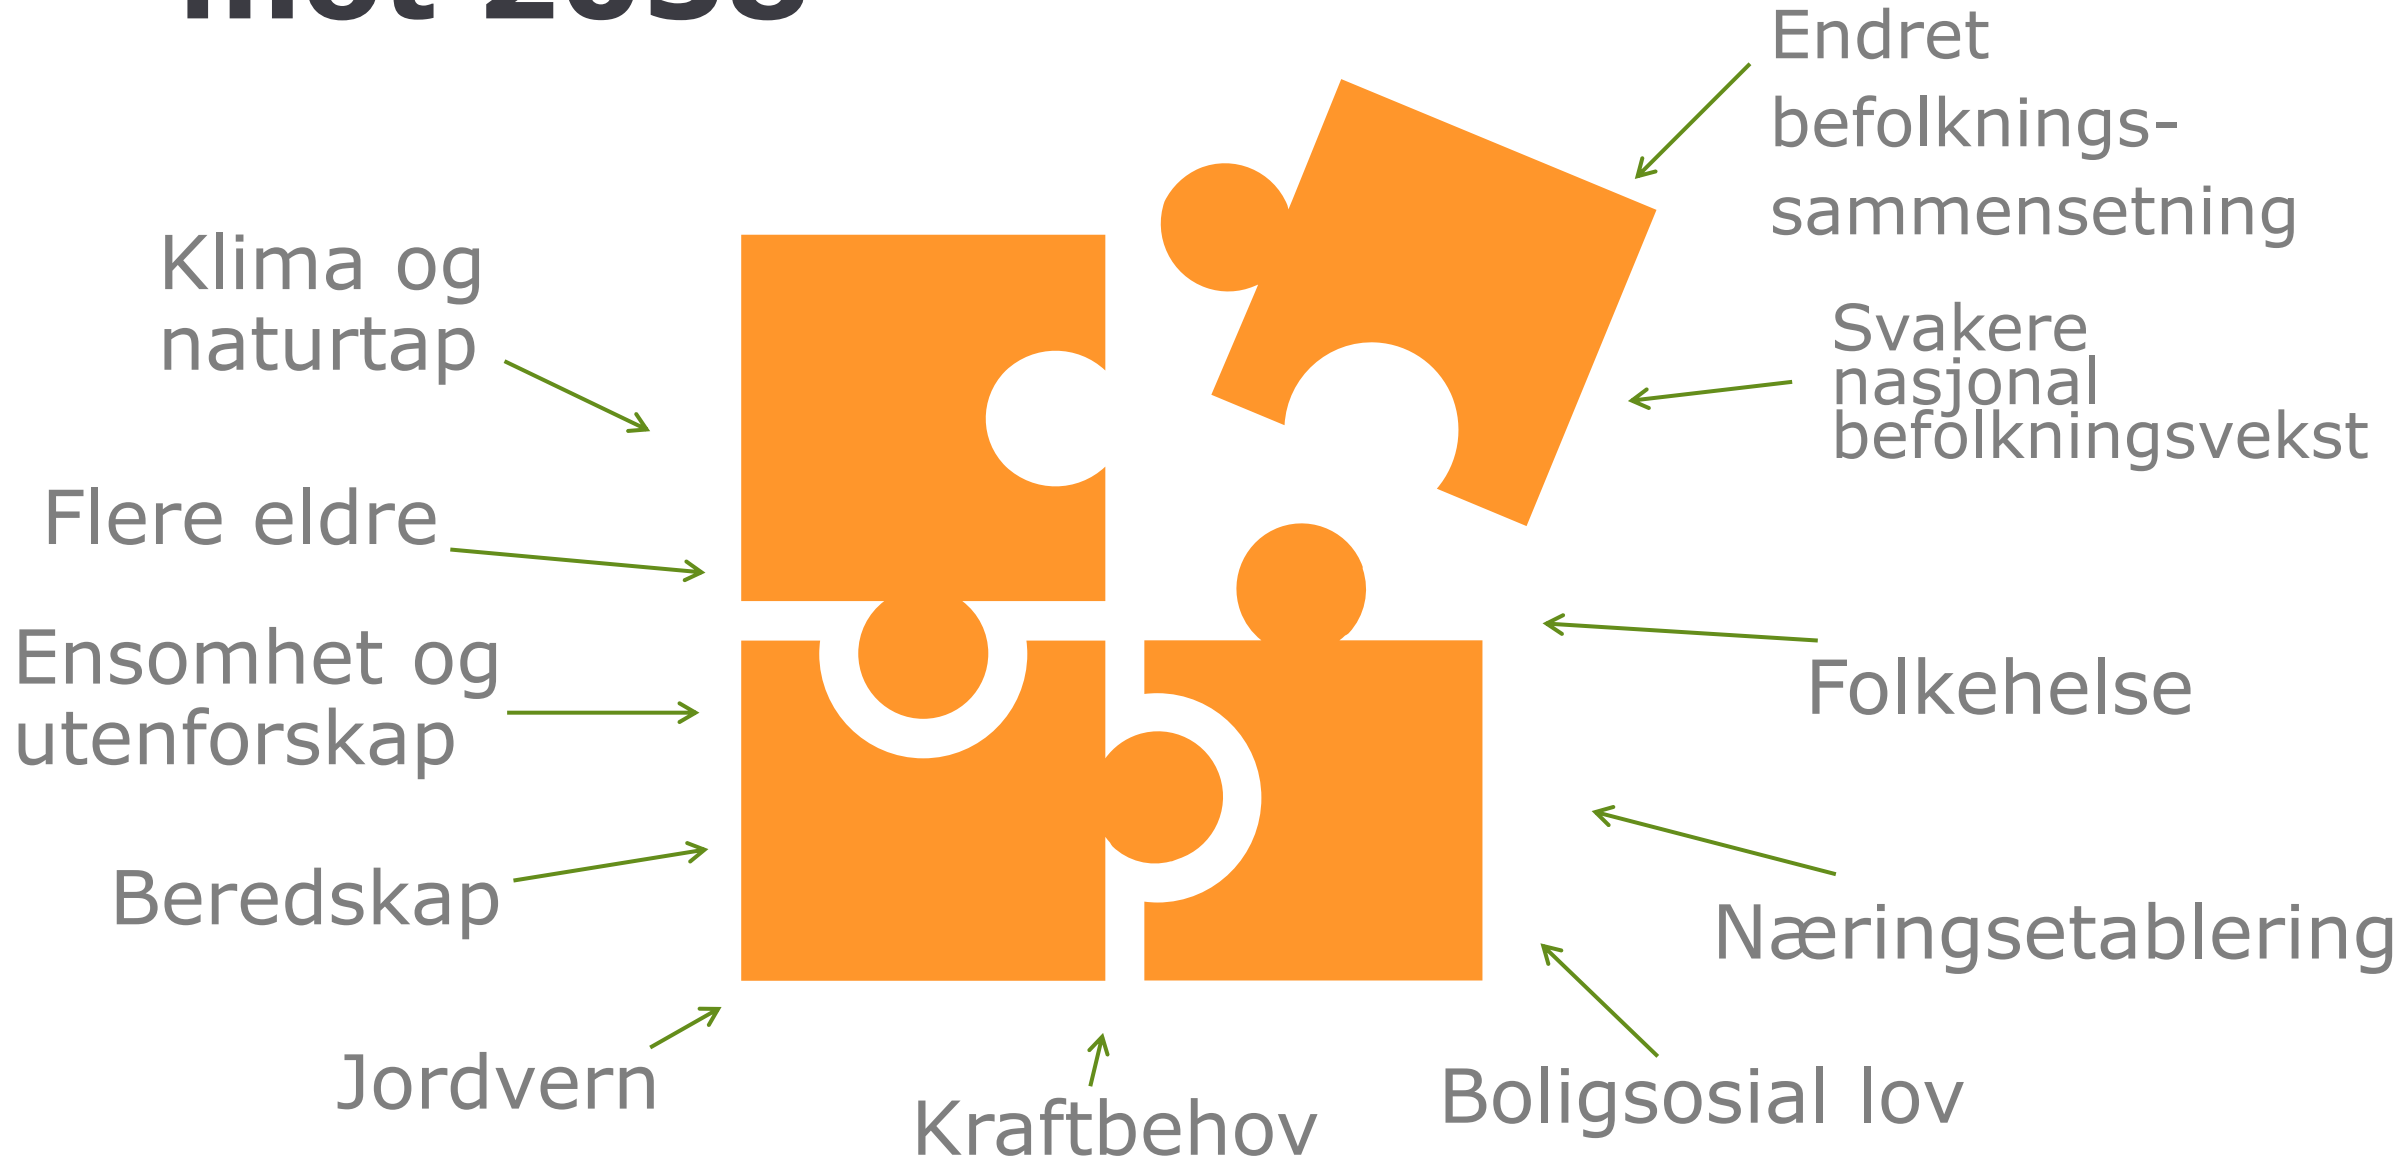 Endret
befolknings-
sammensetning
Klima og
naturtap
Svakere
nasjonal
befolkningsvekst
Flere eldre
Ensomhet og
utenforskap
Folkehelse
Beredskap
Næringsetablering
Jordvern
Kraftbehov
Boligsosial lov